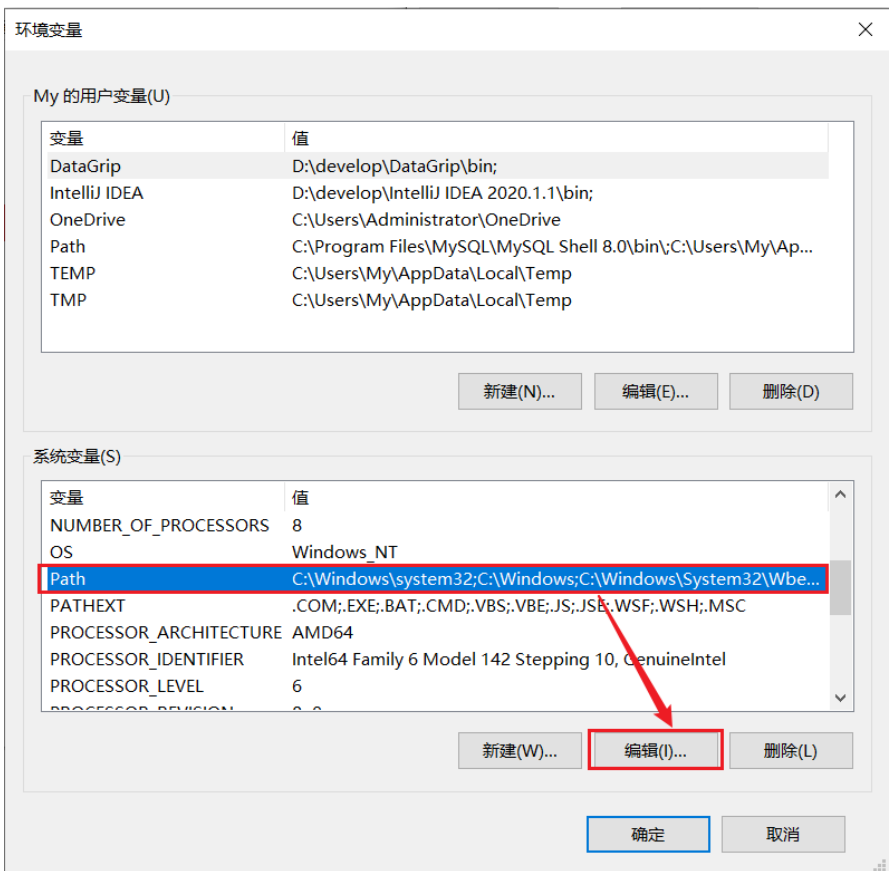 环境变量
My 的用户变量(U)
变量 值
DataGrip D:\develop\DataGrip\bin;
IntelliJ IDEA D:\develop\IntelliJ IDEA 2020.1.1\bin;
OneDrive C:\Users\Administrator\OneDrive
Path C:\Program Files\MySQL\MySQL Shell 8.0\bin\;C:\Users\My\Ap...
TEMP C:\Users\My\AppData\Local\Temp
TMP C:\Users\My\AppData\Local\Temp
新建(N)... 编辑(E)... 删除(D)
系统变量(S)
变量 值
NUMBER_OF_PROCESSORS 8
OS Windows_NT
Path C:\Windows\system32;C:\Windows;C:\Windows\System32\Wbe...
PATHEXT .COM;.EXE;.BAT;.CMD;.VBS;.VBE;.JS;.JSE;.WSF;.WSH;.MSC
PROCESSOR_ARCHITECTURE AMD64
PROCESSOR_IDENTIFIER Intel64 Family 6 Model 142 Stepping 10, GenuineIntel
PROCESSOR_LEVEL 6
新建(W)... 编辑(I)... 删除(L)
确定 取消